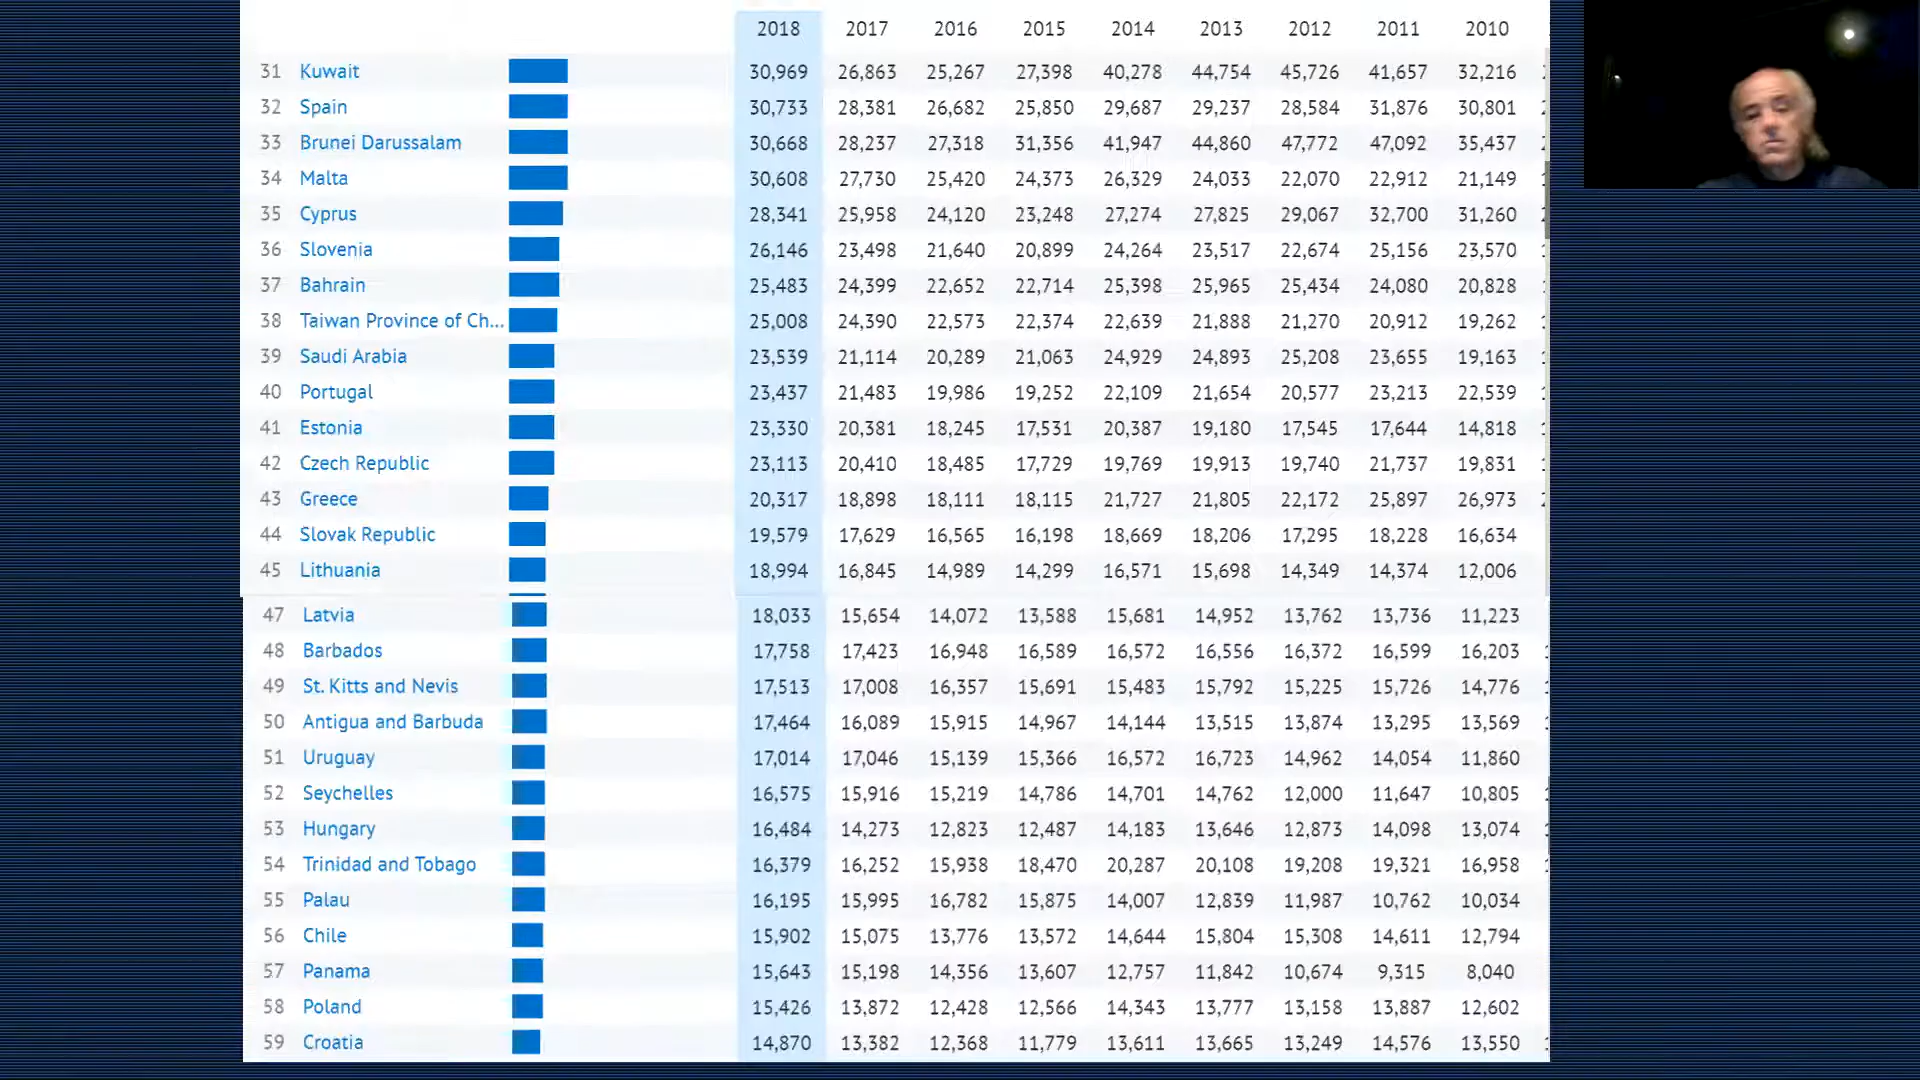 2018 2017 2016 2015 2014 2013 2012 2011 2010
31 Kuwait 30,969 26,863 25,267 27,398 40,278 44,754 45,726 41,657 32,216
32 Spain 30,733 28,381 26,682 25,850 29,687 29,237 28,584 31,876 30,801
33 Brunei Darussalam 30,668 28,237 27,318 31,356 41,947 44,860 47,772 47,092 35,437
34 Malta 30,608 27,730 25,420 24,373 26,329 24,033 22,070 22,912 21,149
35 Cyprus 28,341 25,958 24,120 23,248 27,274 27,825 29,067 32,700 31,260
36 Slovenia 26,146 23,498 21,640 20,899 24,264 23,517 22,674 25,156 23,570
37 Bahrain 25,483 24,399 22,652 22,714 25,398 25,965 25,434 24,080 20,828
38 Taiwan Province of Ch... 25,008 24,390 22,573 22,374 22,639 21,888 21,270 20,912 19,262
39 Saudi Arabia 23,539 21,114 20,289 21,063 24,929 24,893 25,208 23,655 19,163
40 Portugal 23,437 21,483 19,986 19,252 22,109 21,654 20,577 23,213 22,539
41 Estonia 23,330 20,381 18,245 17,531 20,387 19,180 17,545 17,644 14,818
42 Czech Republic 23,113 20,410 18,485 17,729 19,769 19,913 19,740 21,737 19,831
43 Greece 20,317 18,898 18,111 18,115 21,727 21,805 22,172 25,897 26,973
44 Slovak Republic 19,579 17,629 16,565 16,198 18,669 18,206 17,295 18,228 16,634
45 Lithuania 18,994 16,845 14,989 14,299 16,571 15,698 14,349 14,374 12,006
47 Latvia 18,033 15,654 14,072 13,588 15,681 14,952 13,762 13,736 11,223
48 Barbados 17,758 17,423 16,948 16,589 16,572 16,556 16,372 16,599 16,203
49 St. Kitts and Nevis 17,513 17,008 16,357 15,691 15,483 15,792 15,225 15,726 14,776
50 Antigua and Barbuda 17,464 16,089 15,915 14,967 14,144 13,515 13,874 13,295 13,569
51 Uruguay 17,014 17,046 15,139 15,366 16,572 16,723 14,962 14,054 11,860
52 Seychelles 16,575 15,916 15,219 14,786 14,701 14,762 12,000 11,647 10,805
53 Hungary 16,484 14,273 12,823 12,487 14,183 13,646 12,873 14,098 13,074
54 Trinidad and Tobago 16,379 16,252 15,938 18,470 20,287 20,108 19,208 19,321 16,958
55 Palau 16,195 15,995 16,782 15,875 14,007 12,839 11,987 10,762 10,034
56 Chile 15,902 15,075 13,776 13,572 14,644 15,804 15,308 14,611 12,794
57 Panama 15,643 15,198 14,356 13,607 12,757 11,842 10,674 9,315 8,040
58 Poland 15,426 13,872 12,428 12,566 14,343 13,777 13,158 13,887 12,602
59 Croatia 14,870 13,382 12,368 11,779 13,611 13,665 13,249 14,576 13,550